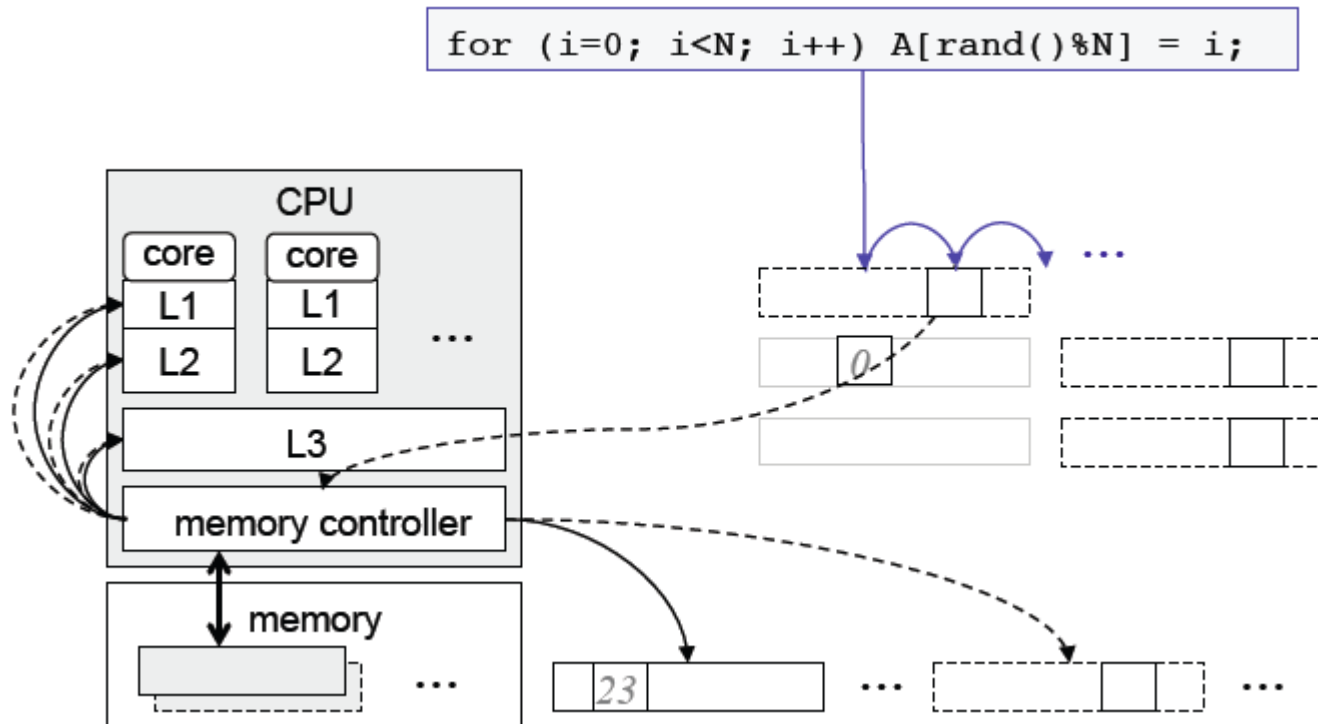 for (i=0; i<N; i++) A[rand()%N] = i;
CPU
core core
L1 L1 ...
L2 L2
0
L3
memory controller
memory
... 23 ... ...
...